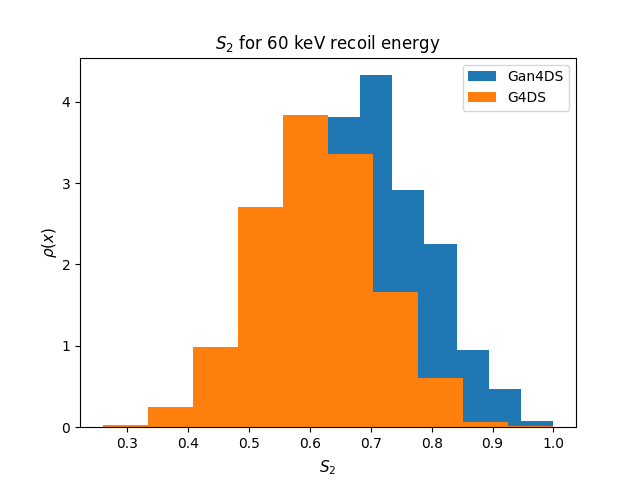 S₂ for 60 keV recoil energy
Gan4DS
G4DS
ρ(x)
4
3
2
1
0
0.3 0.4 0.5 0.6 0.7 0.8 0.9 1.0
S₂